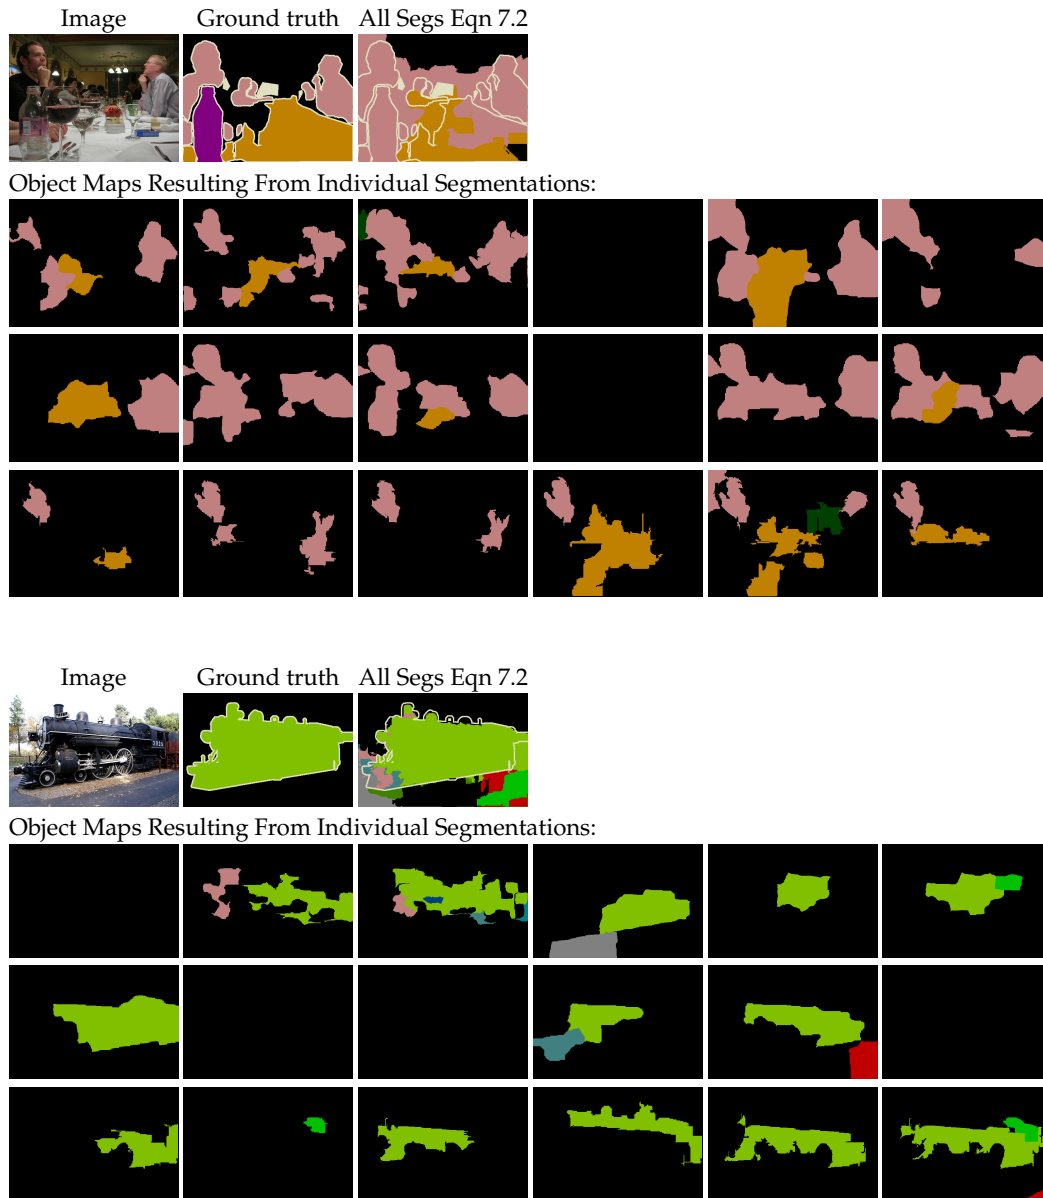 Image Ground truth All Segs Eqn 7.2
Object Maps Resulting From Individual Segmentations:
Image Ground truth All Segs Eqn 7.2
Object Maps Resulting From Individual Segmentations: